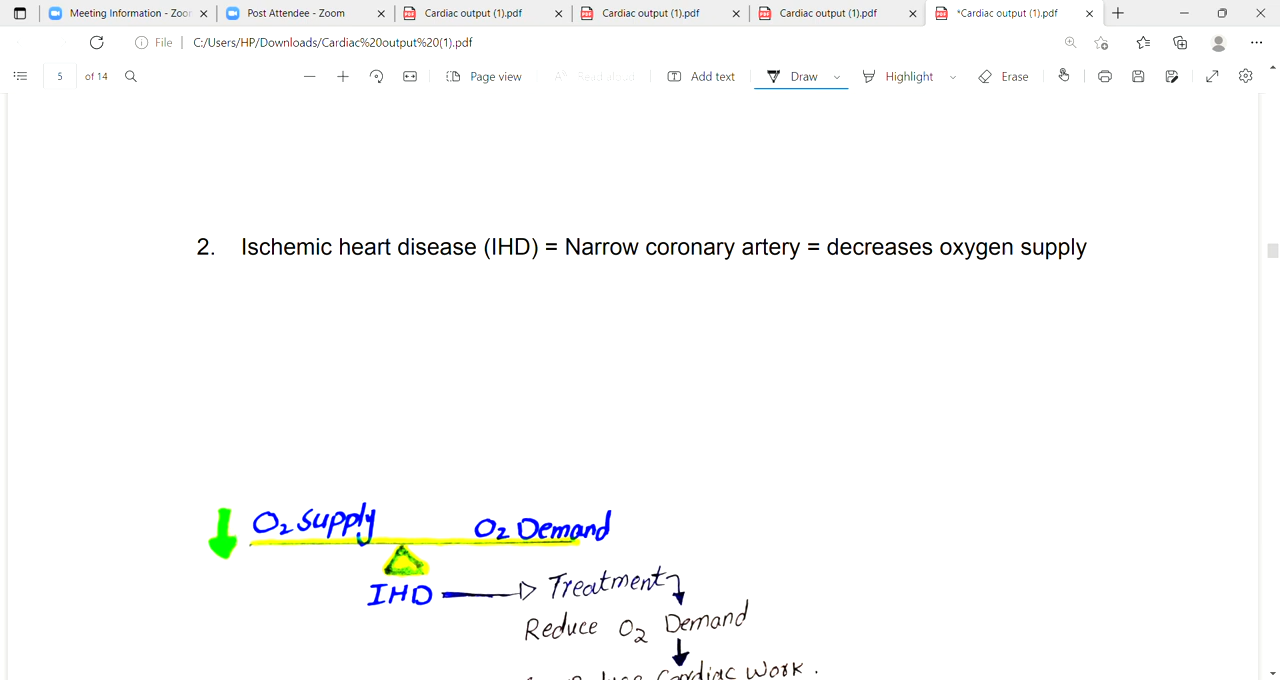 Meeting Information - Zoor
Post Attendee - Zoom
Cardiac output (1).pdf
Cardiac output (1).pdf
Cardiac output (1).pdf
*Cardiac output (1).pdf
File | C:/Users/HP/Downloads/Cardiac%20output%20(1).pdf
5 of 14
Page view
Read aloud
Add text
Draw
Highlight
Erase
2. Ischemic heart disease (IHD) = Narrow coronary artery = decreases oxygen supply
O2 Supply O2 Demand
IHD Treatment
Reduce O2 Demand
Cardiac Work.